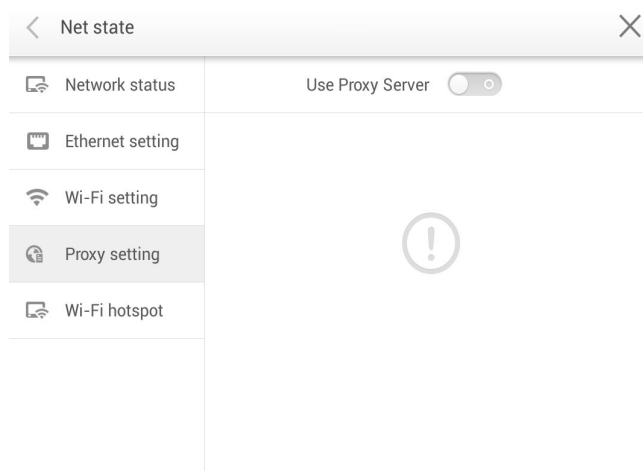 Net state
Network status
Use Proxy Server
Ethernet setting
Wi-Fi setting
Proxy setting
Wi-Fi hotspot